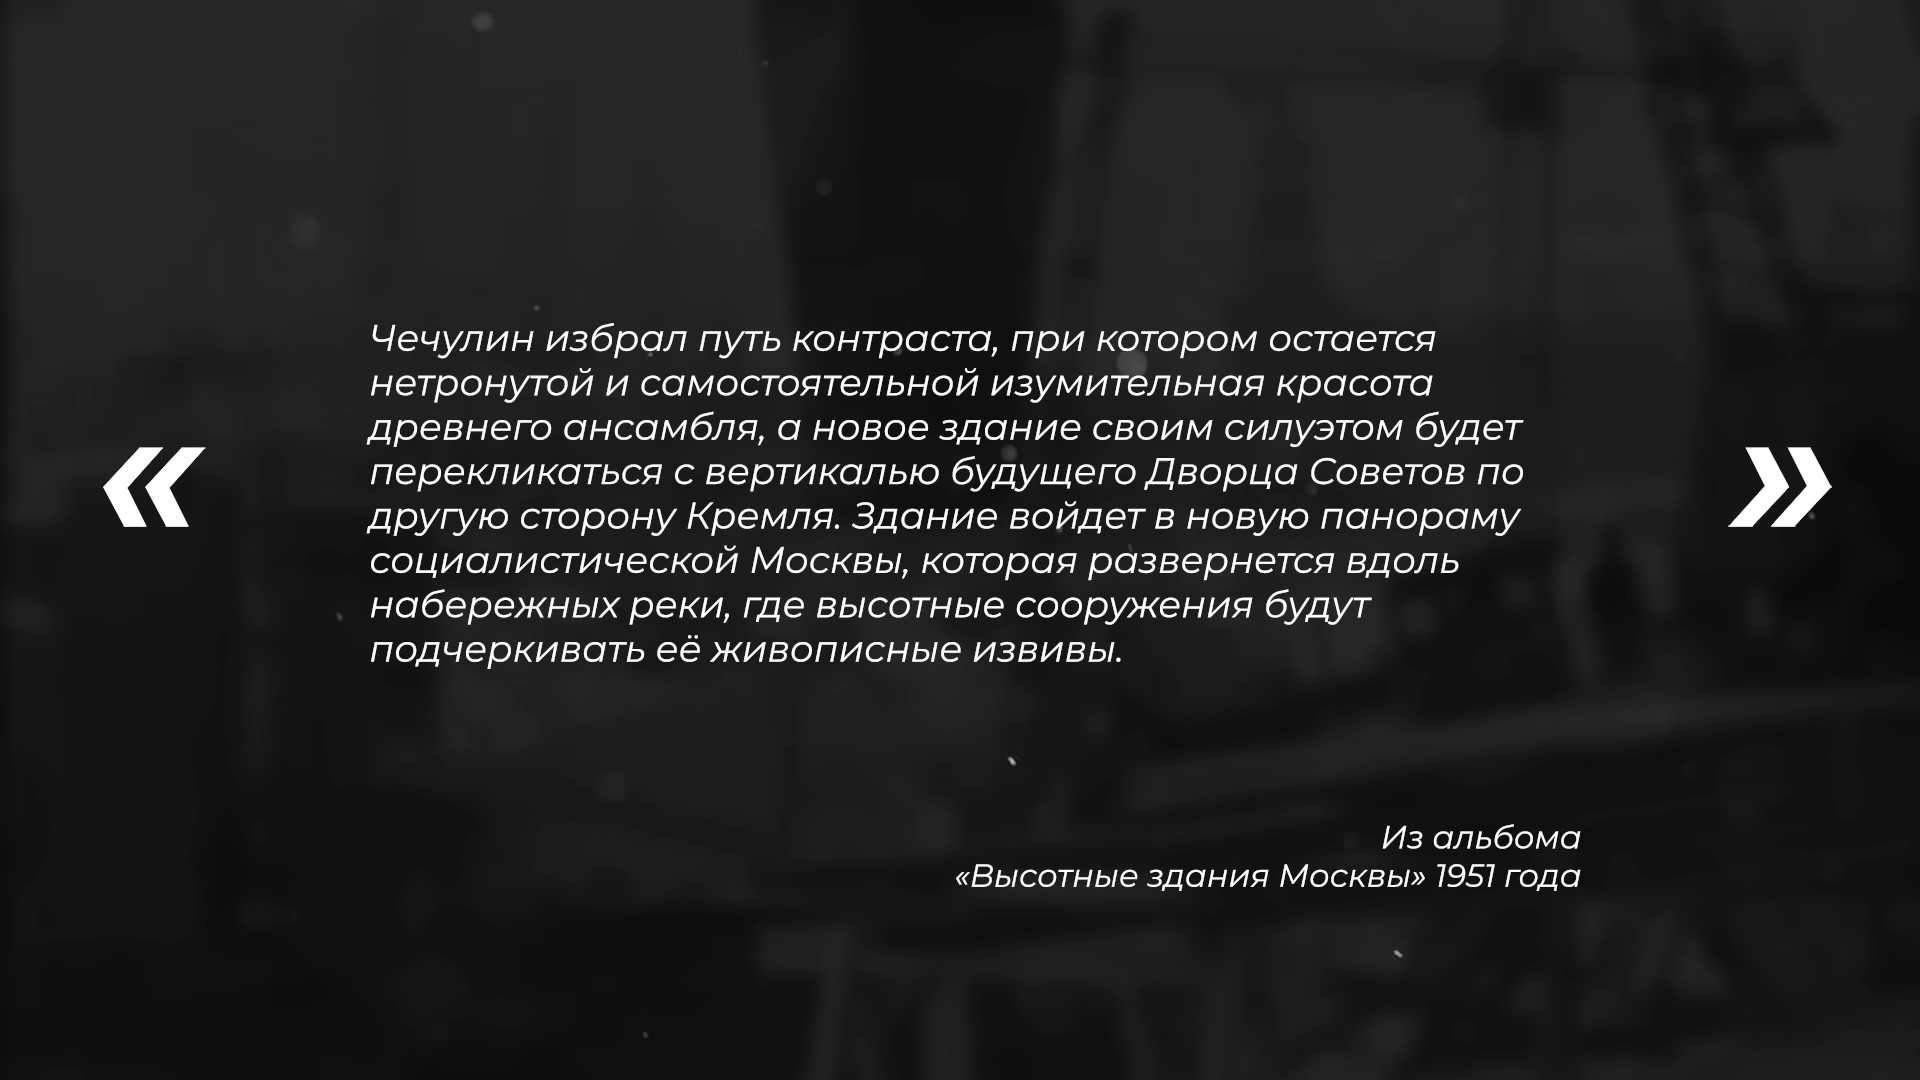 «
Чечулин избрал путь контраста, при котором остается
нетронутой и самостоятельной изумительная красота
древнего ансамбля, а новое здание своим силуэтом будет
перекликаться с вертикалью будущего Дворца Советов по
другую сторону Кремля. Здание войдет в новую панораму
социалистической Москвы, которая развернется вдоль
набережных реки, где высотные сооружения будут
подчеркивать её живописные извивы.
»
Из альбома
«Высотные здания Москвы» 1951 года